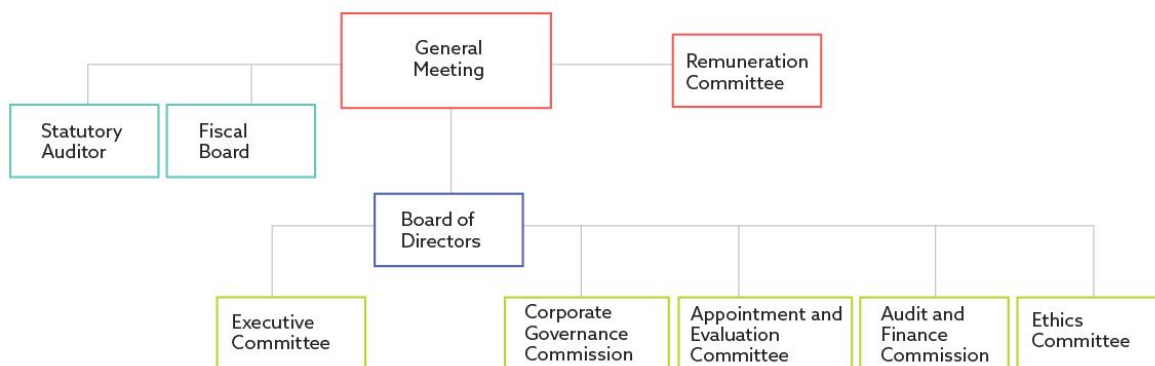 General
Meeting
Remuneration
Committee
Statutory
Auditor
Fiscal
Board
Board of
Directors
Executive
Committee
Corporate
Governance
Commission
Appointment and
Evaluation
Committee
Audit and
Finance
Commission
Ethics
Committee